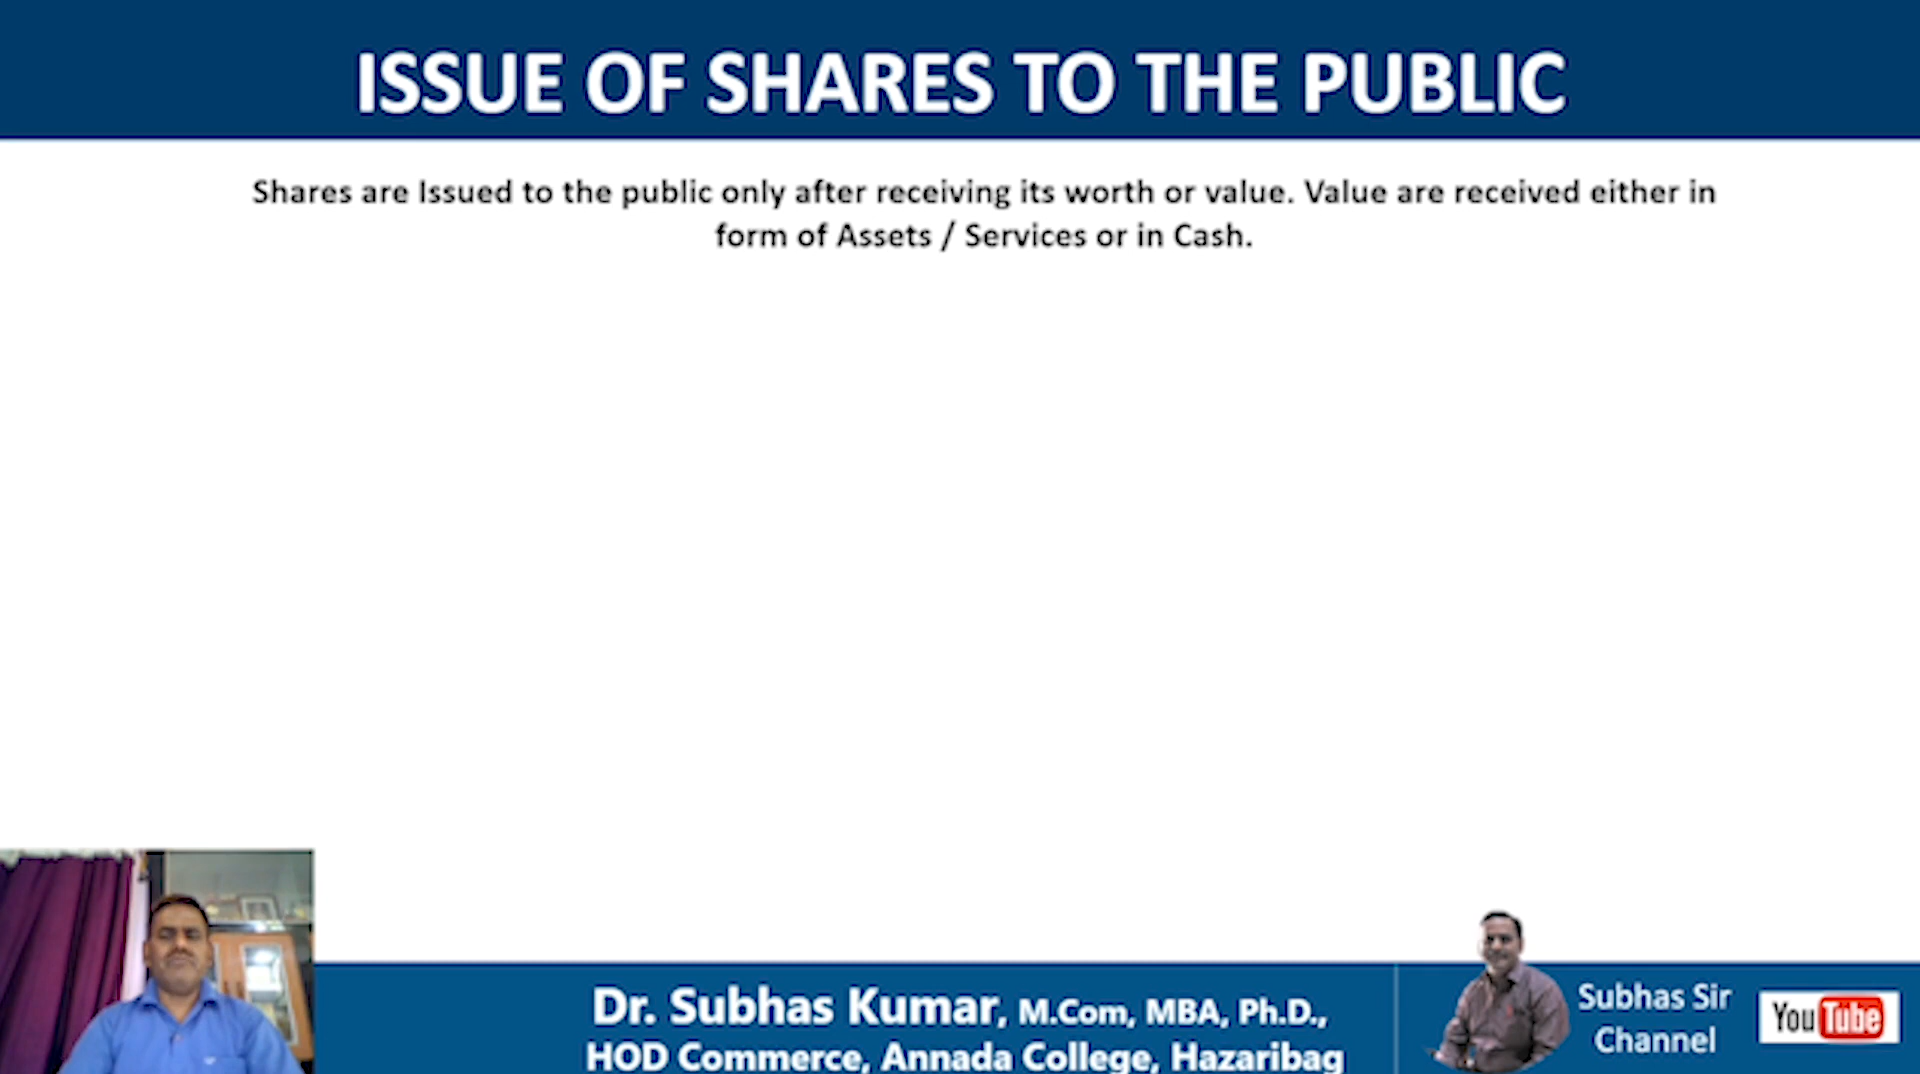 ISSUE OF SHARES TO THE PUBLIC
Shares are Issued to the public only after receiving its worth or value. Value are received either in
form of Assets / Services or in Cash.
Dr. Subhas Kumar, M.Com, MBA, Ph.D.,
HOD Commerce, Annada College, Hazaribag
Subhas Sir
Channel
YouTube